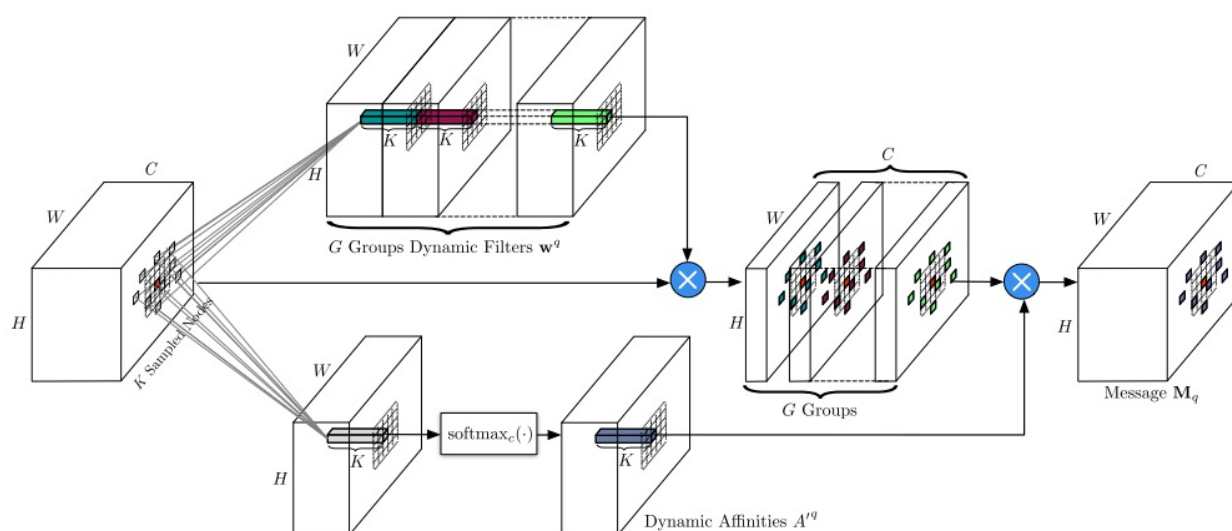 W
K
K
K
H
G Groups Dynamic Filters w^q
C
W
H
K Sampled Nodes
W
K
H
softmax_c(·)
K
Dynamic Affinities A'^q
C
W
H
G Groups
C
W
H
Message M_q